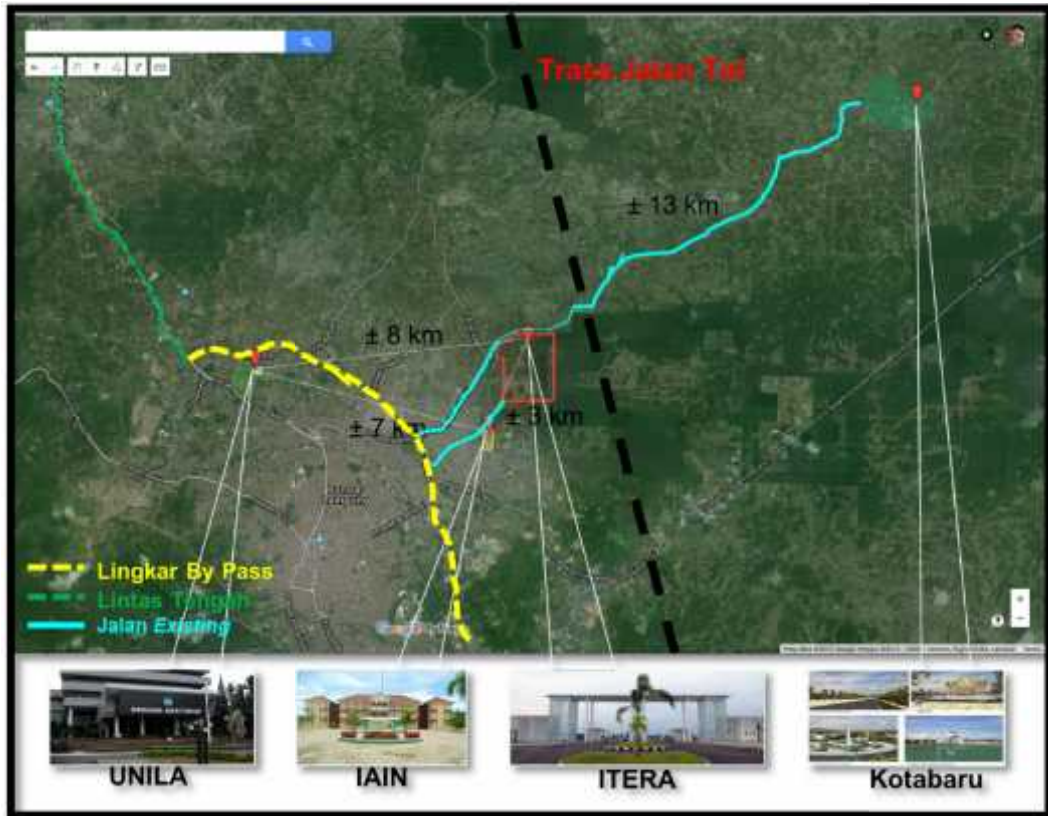 Trase Jalan Tol
± 13 km
± 8 km
± 7 km
± 3 km
Lingkar By Pass
Lintas Tengah
Jalan Existing
UNILA
IAIN
ITERA
Kotabaru